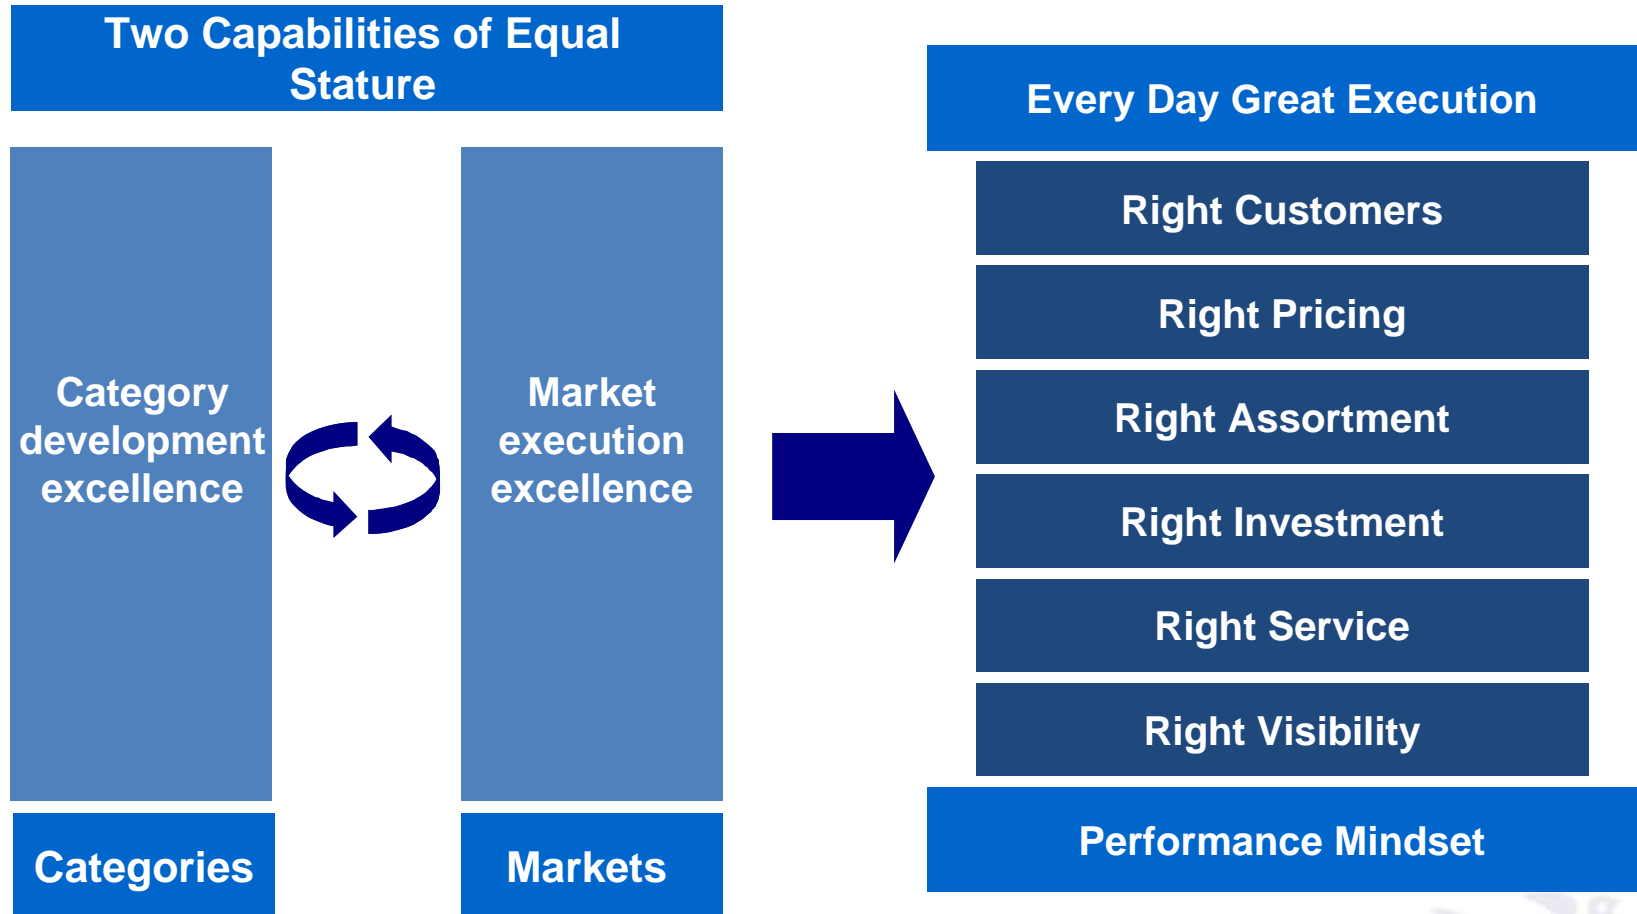 Two Capabilities of Equal
Stature
Category
development
excellence
Market
execution
excellence
Categories
Markets
Every Day Great Execution
Right Customers
Right Pricing
Right Assortment
Right Investment
Right Service
Right Visibility
Performance Mindset